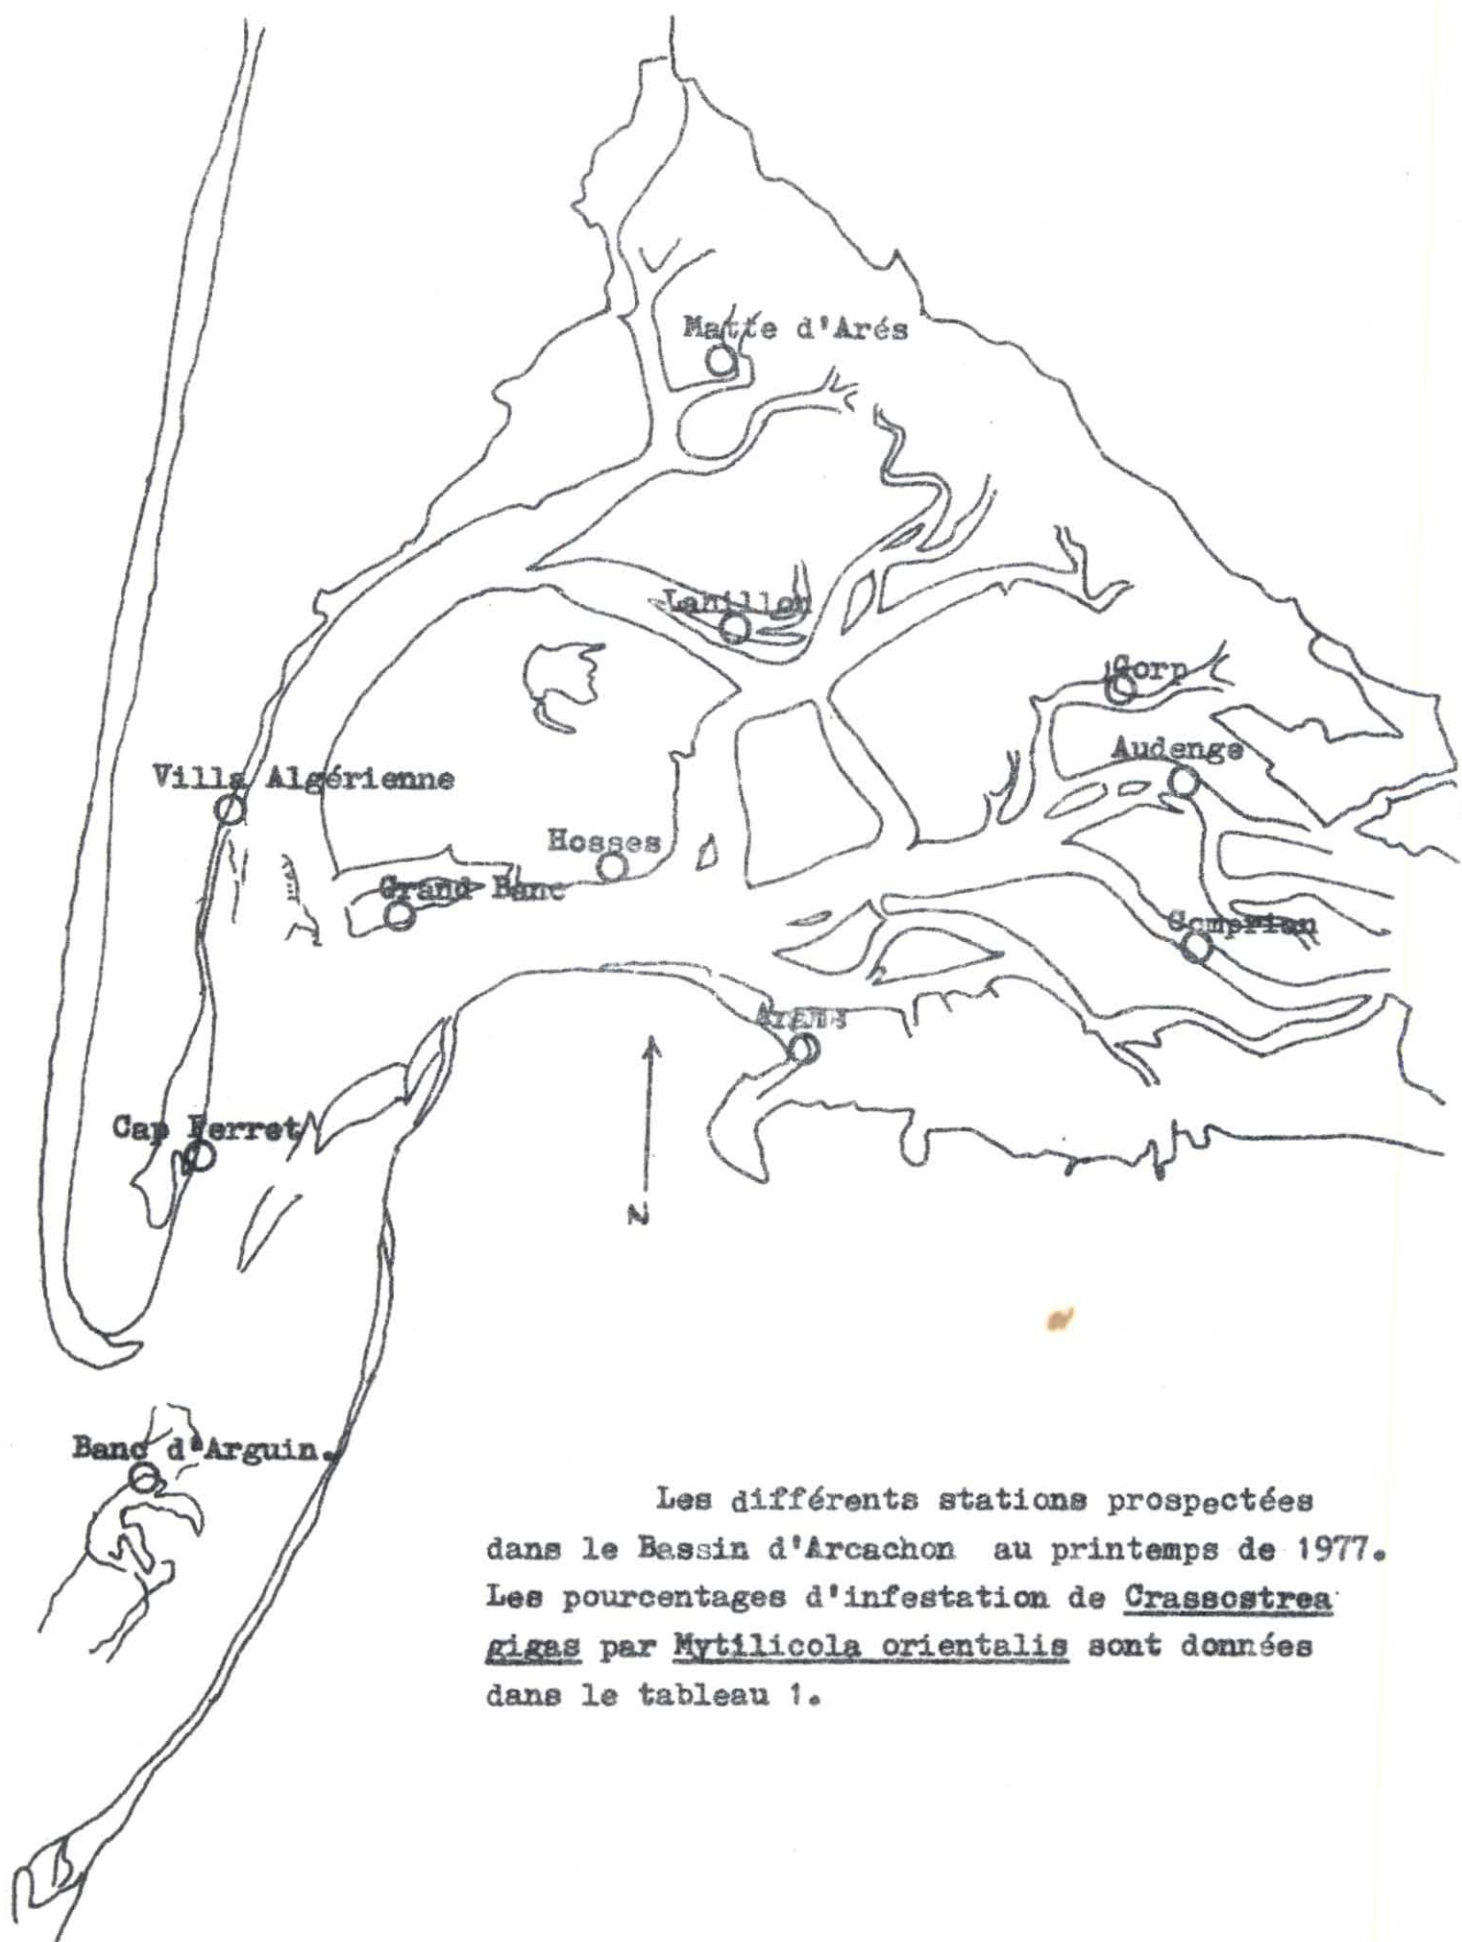 Matte d'Arés
Lahillon
Gorp
Audenge
Villa Algérienne
Hosses
Grand Banc
Comprian
Arams
Cap Ferret
N
Banc d'Arguin.
Les différents stations prospectées
dans le Bassin d'Arcachon au printemps de 1977.
Les pourcentages d'infestation de Crassostrea
gigas par Mytilicola orientalis sont données
dans le tableau 1.